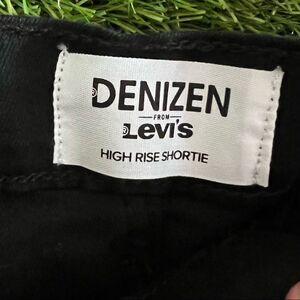 DENIZEN
FROM
Levi's
HIGH RISE SHORTIE